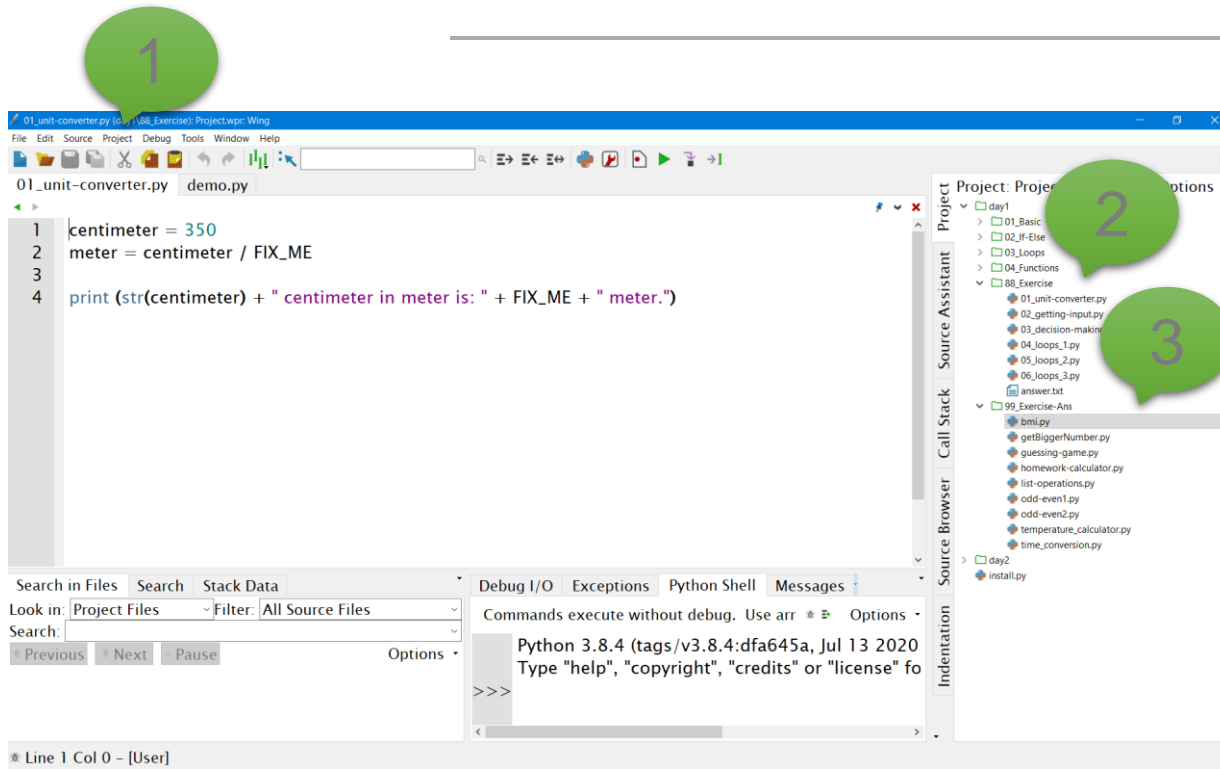 1
01_unit-converter.py (day1\88_Exercise): Project.wpr: Wing
File Edit Source Project Debug Tools Window Help
01_unit-converter.py demo.py
1 centimeter = 350
2 meter = centimeter / FIX_ME
3
4 print (str(centimeter) + " centimeter in meter is: " + FIX_ME + " meter.")
Search in Files Search Stack Data
Look in: Project Files Filter: All Source Files
Search:
Previous Next Pause Options
Debug I/O Exceptions Python Shell Messages
Commands execute without debug. Use arr Options
Python 3.8.4 (tags/v3.8.4:dfa645a, Jul 13 2020
Type "help", "copyright", "credits" or "license" fo
>>>
Project
Source Assistant
Call Stack
Source Browser
Indentation
Project: Projec ptions
2
day1
01_Basic
02_If-Else
03_Loops
04_Functions
88_Exercise
01_unit-converter.py
02_getting-input.py
03_decision-making
04_loops_1.py
05_loops_2.py
06_loops_3.py
answer.txt
3
99_Exercise-Ans
bmi.py
getBiggerNumber.py
guessing-game.py
homework-calculator.py
list-operations.py
odd-even1.py
odd-even2.py
temperature_calculator.py
time_conversion.py
day2
install.py
Line 1 Col 0 – [User]